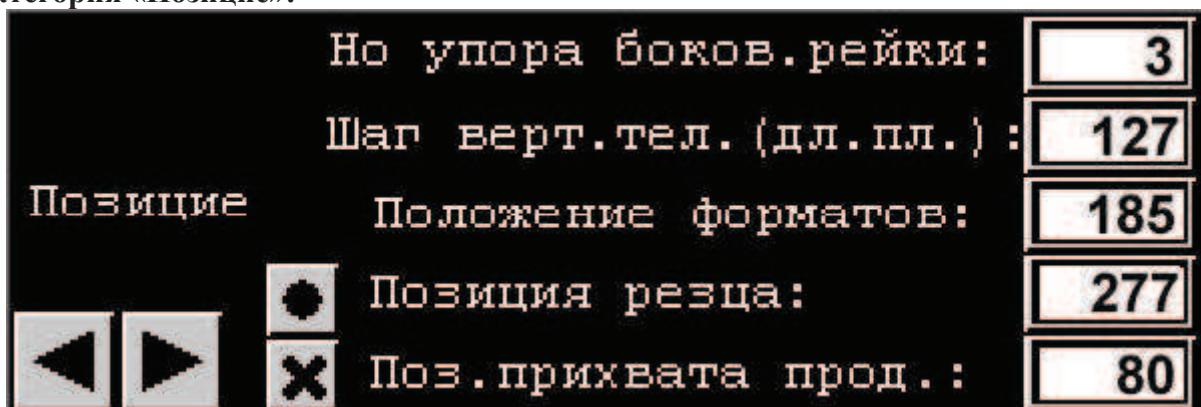 Но упора боков.рейки: 3
Шаг верт.тел.(дл.пл.): 127
Позицие
Положение форматов: 185
Позиция резца: 277
Поз.прихвата прод.: 80